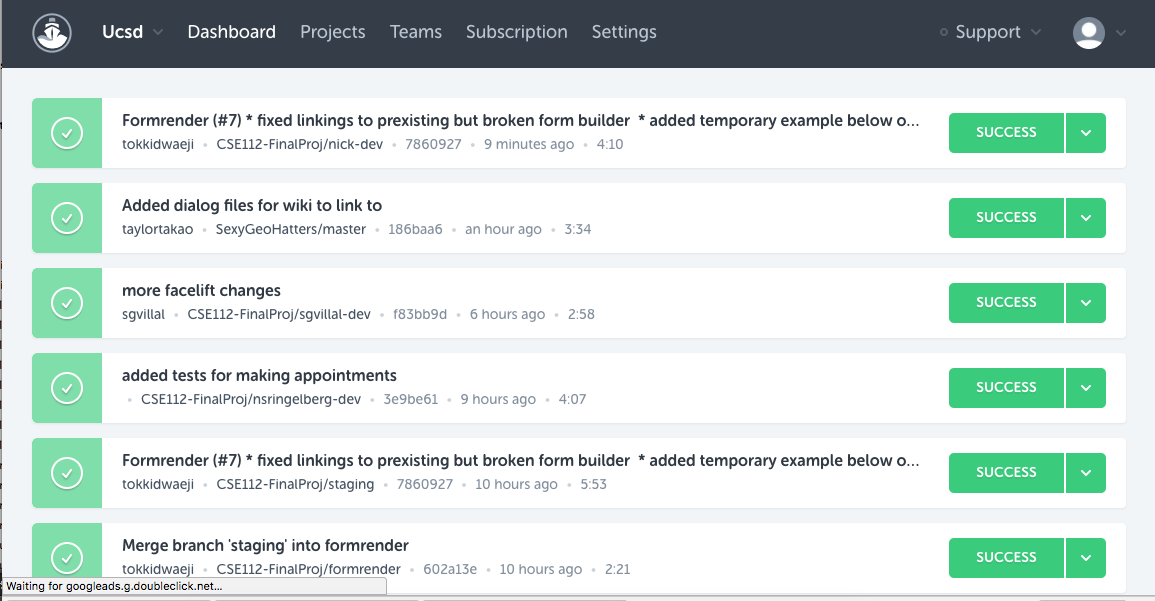 Ucsd Dashboard Projects Teams Subscription Settings Support
Formrender (#7) * fixed linkings to prexisting but broken form builder * added temporary example below o...
SUCCESS
tokkidwaeji • CSE112-FinalProj/nick-dev • 7860927 • 9 minutes ago • 4:10
Added dialog files for wiki to link to
SUCCESS
taylortakao • SexyGeoHatters/master • 186baa6 • an hour ago • 3:34
more facelift changes
SUCCESS
sgvillal • CSE112-FinalProj/sgvillal-dev • f83bb9d • 6 hours ago • 2:58
added tests for making appointments
SUCCESS
• CSE112-FinalProj/nsringelberg-dev • 3e9be61 • 9 hours ago • 4:07
Formrender (#7) * fixed linkings to prexisting but broken form builder * added temporary example below o...
SUCCESS
tokkidwaeji • CSE112-FinalProj/staging • 7860927 • 10 hours ago • 5:53
Merge branch 'staging' into formrender
SUCCESS
tokkidwaeji • CSE112-FinalProj/formrender • 602a13e • 10 hours ago • 2:21
Waiting for googleads.g.doubleclick.net...